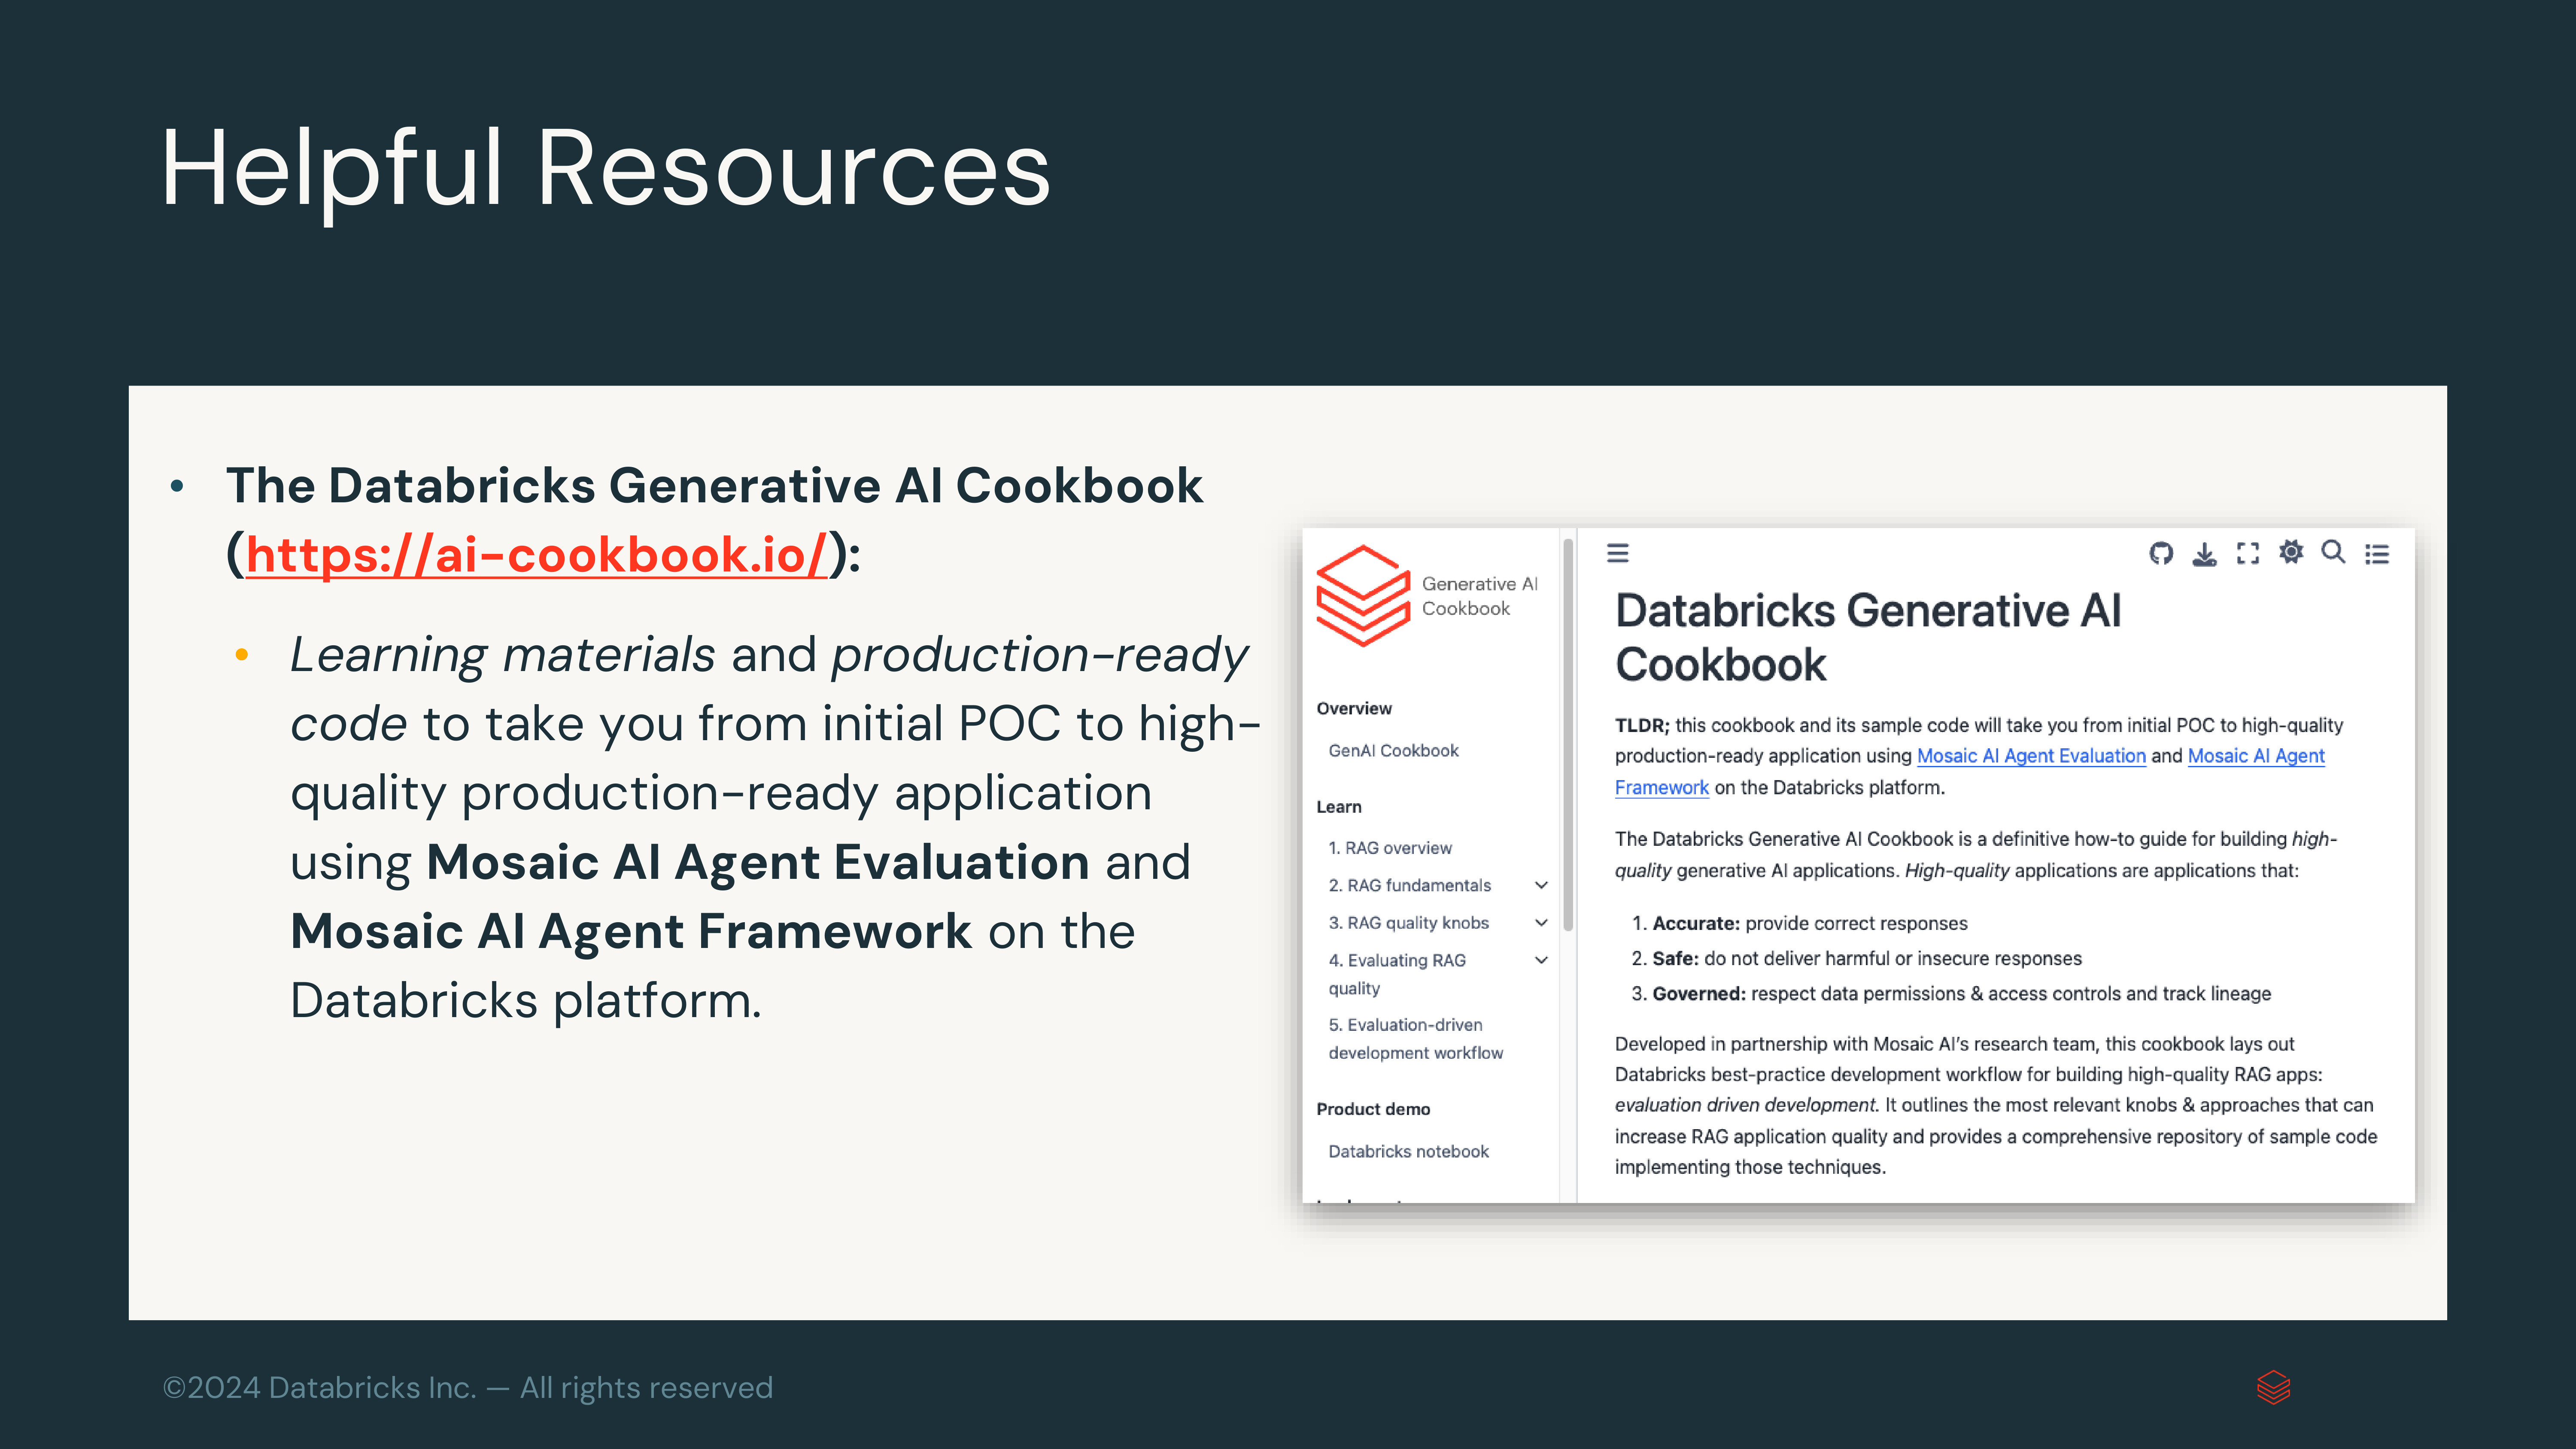 Helpful Resources
• The Databricks Generative AI Cookbook
(https://ai-cookbook.io/):
• Learning materials and production-ready
code to take you from initial POC to high-
quality production-ready application
using Mosaic AI Agent Evaluation and
Mosaic AI Agent Framework on the
Databricks platform.
Generative AI
Cookbook
Overview
GenAI Cookbook
Learn
1. RAG overview
2. RAG fundamentals
3. RAG quality knobs
4. Evaluating RAG
quality
5. Evaluation-driven
development workflow
Product demo
Databricks notebook
Databricks Generative AI
Cookbook
TLDR; this cookbook and its sample code will take you from initial POC to high-quality
production-ready application using Mosaic AI Agent Evaluation and Mosaic AI Agent
Framework on the Databricks platform.
The Databricks Generative AI Cookbook is a definitive how-to guide for building high-
quality generative AI applications. High-quality applications are applications that:
1. Accurate: provide correct responses
2. Safe: do not deliver harmful or insecure responses
3. Governed: respect data permissions & access controls and track lineage
Developed in partnership with Mosaic AI's research team, this cookbook lays out
Databricks best-practice development workflow for building high-quality RAG apps:
evaluation driven development. It outlines the most relevant knobs & approaches that can
increase RAG application quality and provides a comprehensive repository of sample code
implementing those techniques.
©2024 Databricks Inc. — All rights reserved